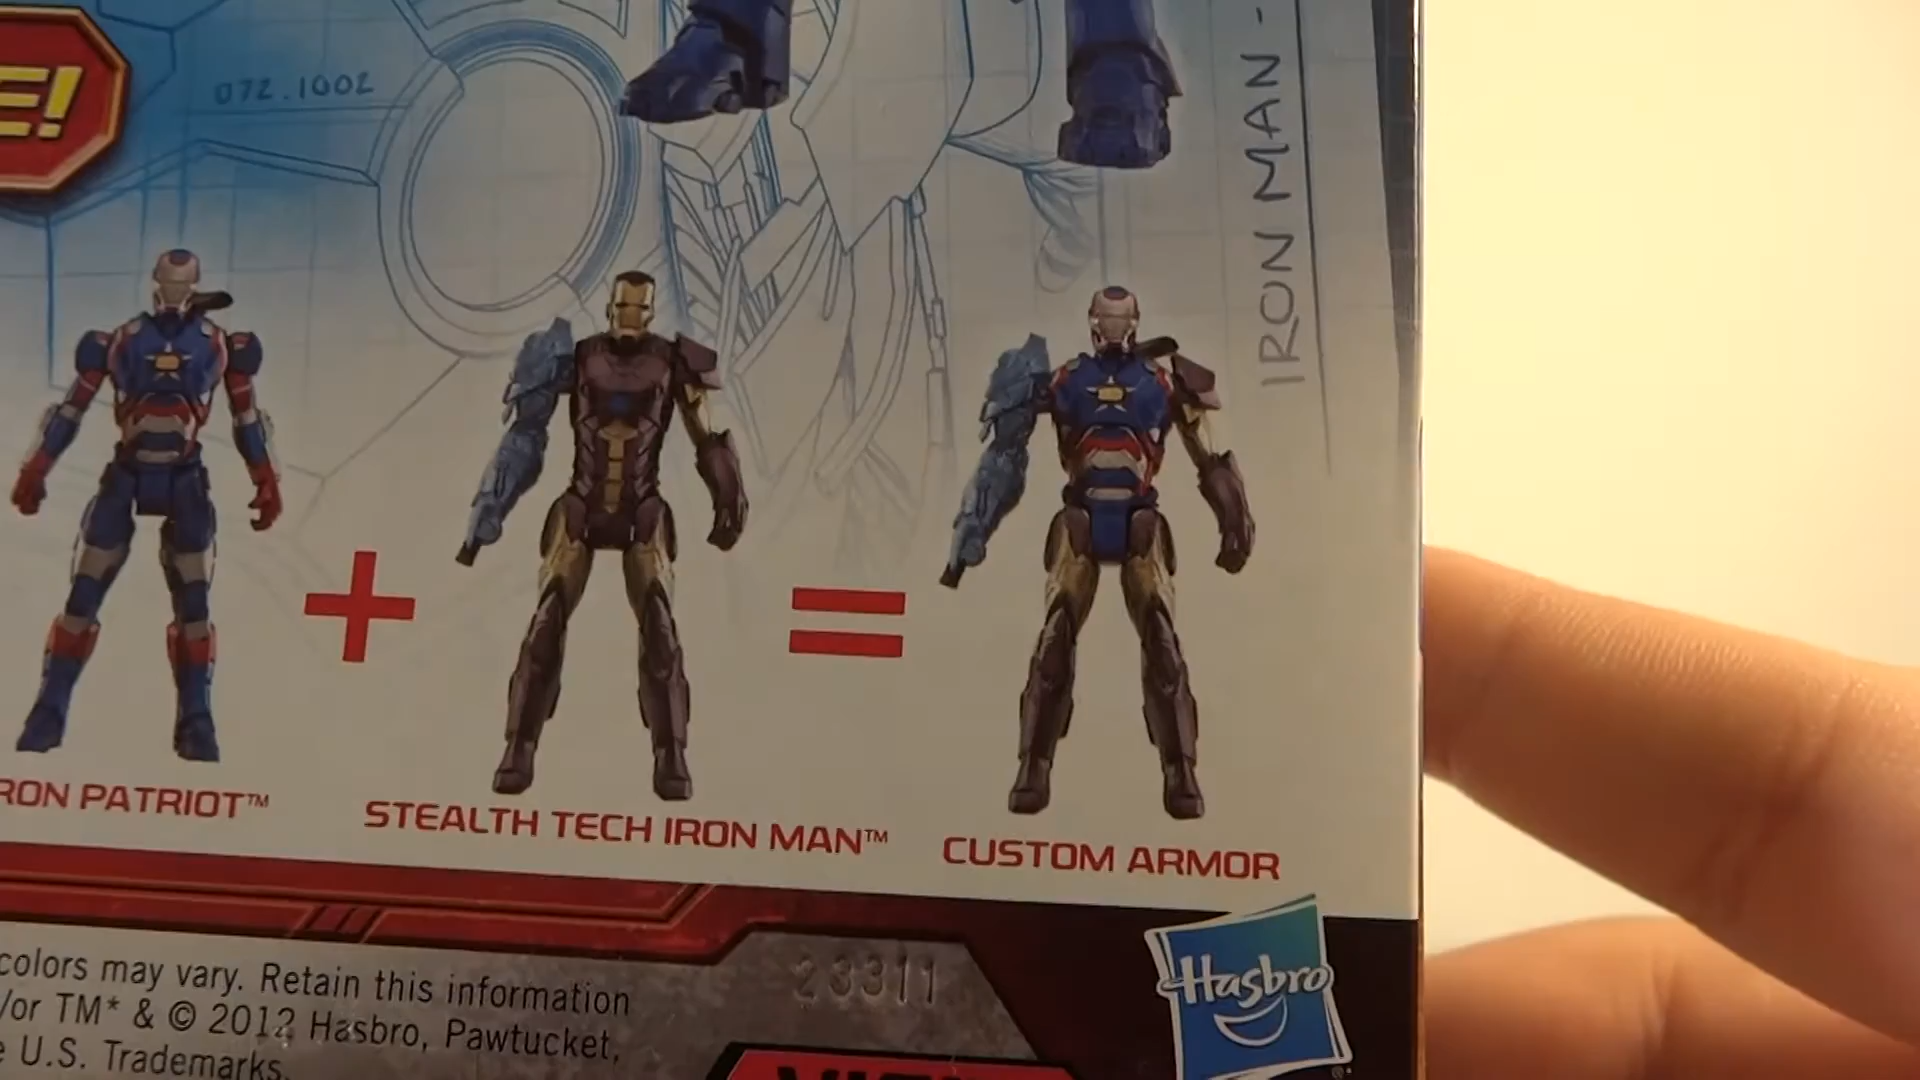 E!
072.1002
IRON MAN -
RON PATRIOT™
STEALTH TECH IRON MAN™
CUSTOM ARMOR
colors may vary. Retain this information
/or TM* & © 2012 Hasbro, Pawtucket,
e U.S. Trademarks.
23311
Hasbro